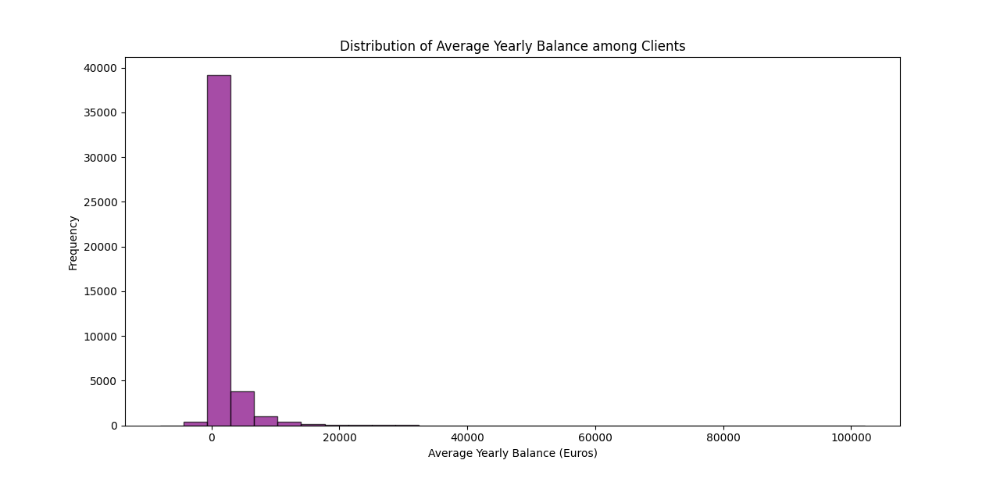 Distribution of Average Yearly Balance among Clients
40000
35000
30000
25000
20000
15000
10000
5000
0
Frequency
0 20000 40000 60000 80000 100000
Average Yearly Balance (Euros)